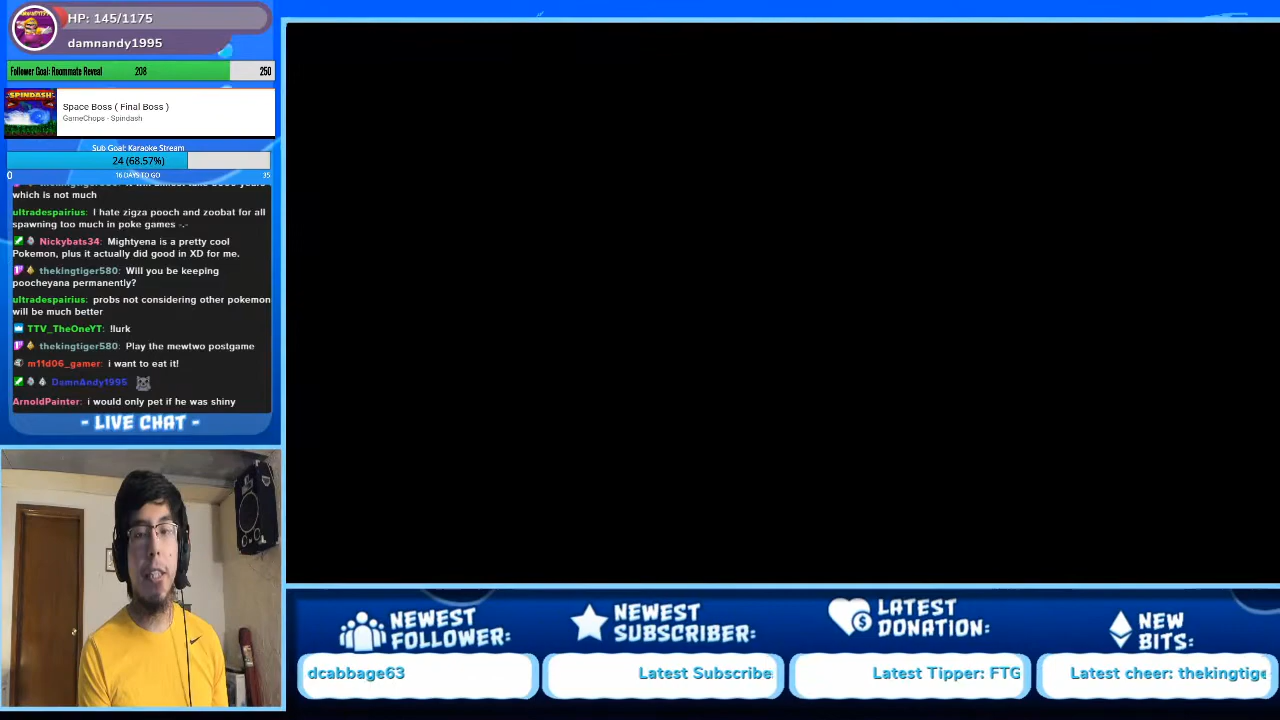 HP: 145/1175
damnandy1995
Follower Goal: Roommate Reveal 208 250
SPINDASH
Space Boss ( Final Boss )
GameChops - Spindash
Sub Goal: Karaoke Stream
24 (68.57%)
0 16 DAYS TO GO 35
which is not much
ultradespairius: I hate zigza pooch and zoobat for all
spawning too much in poke games -.-
Nickybats34: Mightyena is a pretty cool
Pokemon, plus it actually did good in XD for me.
thekingtiger580: Will you be keeping
poocheyana permanently?
ultradespairius: probs not considering other pokemon
will be much better
TTV_TheOneYT: !lurk
thekingtiger580: Play the mewtwo postgame
m11d06_gamer: i want to eat it!
DamnAndy1995
ArnoldPainter: i would only pet if he was shiny
- LIVE CHAT -
NEWEST
FOLLOWER:
dcabbage63
NEWEST
SUBSCRIBER:
Latest Subscribe
LATEST
DONATION:
Latest Tipper: FTG
NEW
BITS:
Latest cheer: thekingtige